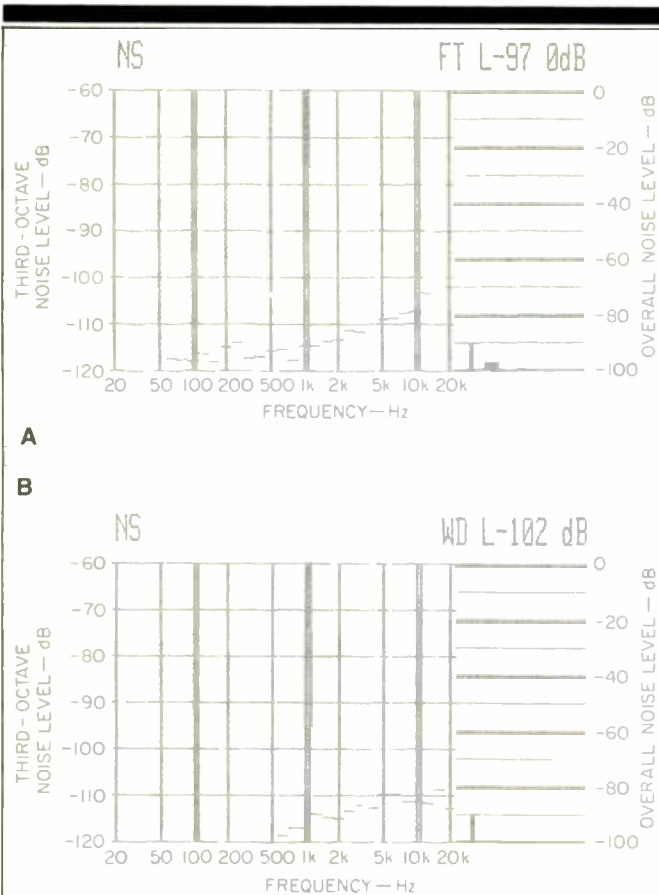 NS FT L-97 0dB
-60 0
-70
-20
-80
-40
-90
-100 -60
-110 -80
-120 -100
THIRD-OCTAVE
NOISE LEVEL — dB
OVERALL NOISE LEVEL — dB
20 50 100 200 500 1k 2k 5k 10k 20k
FREQUENCY — Hz
A
B
NS WD L-102 dB
-60 0
-70
-20
-80
-40
-90
-100 -60
-110 -80
-120 -100
THIRD-OCTAVE
NOISE LEVEL — dB
OVERALL NOISE LEVEL — dB
20 50 100 200 500 1k 2k 5k 10k 20k
FREQUENCY — Hz